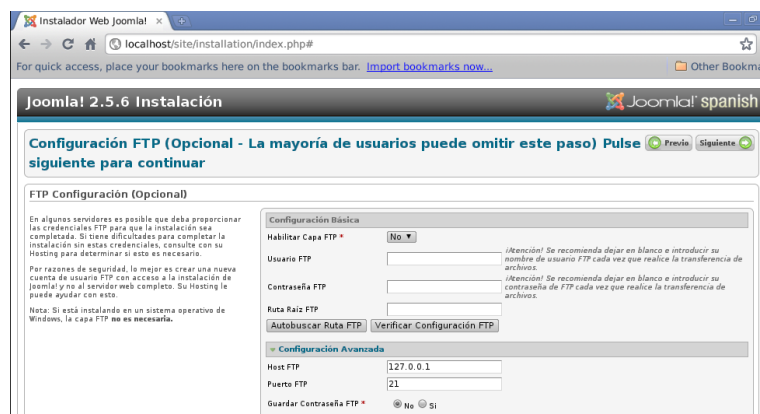 Instalador Web Joomla!
localhost/site/installation/index.php#
For quick access, place your bookmarks here on the bookmarks bar. Import bookmarks now...
Other Bookma
Joomla! 2.5.6 Instalación
Joomla! spanish
Configuración FTP (Opcional - La mayoría de usuarios puede omitir este paso) Pulse
siguiente para continuar
Previo
Siguiente
FTP Configuración (Opcional)
En algunos servidores es posible que deba proporcionar
las credenciales FTP para que la instalación sea
completada. Si tiene dificultades para completar la
instalación sin estas credenciales, consulte con su
Hosting para determinar si esto es necesario.
Por razones de seguridad, lo mejor es crear una nueva
cuenta de usuario FTP con acceso a la instalación de
Joomla! y no al servidor web completo. Su Hosting le
puede ayudar con esto.
Nota: Si está instalando en un sistema operativo de
Windows, la capa FTP no es necesaria.
Configuración Básica
Habilitar Capa FTP *
No
Usuario FTP
¡Atención! Se recomienda dejar en blanco e introducir su
nombre de usuario FTP cada vez que realice la transferencia de
archivos.
Contraseña FTP
¡Atención! Se recomienda dejar en blanco e introducir su
contraseña de FTP cada vez que realice la transferencia de
archivos.
Ruta Raíz FTP
Autobuscar Ruta FTP
Verificar Configuración FTP
Configuración Avanzada
Host FTP
127.0.0.1
Puerto FTP
21
Guardar Contraseña FTP *
No
Si